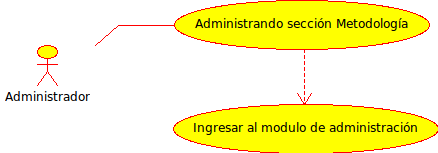 Administrando sección Metodología
Administrador
Ingresar al modulo de administración